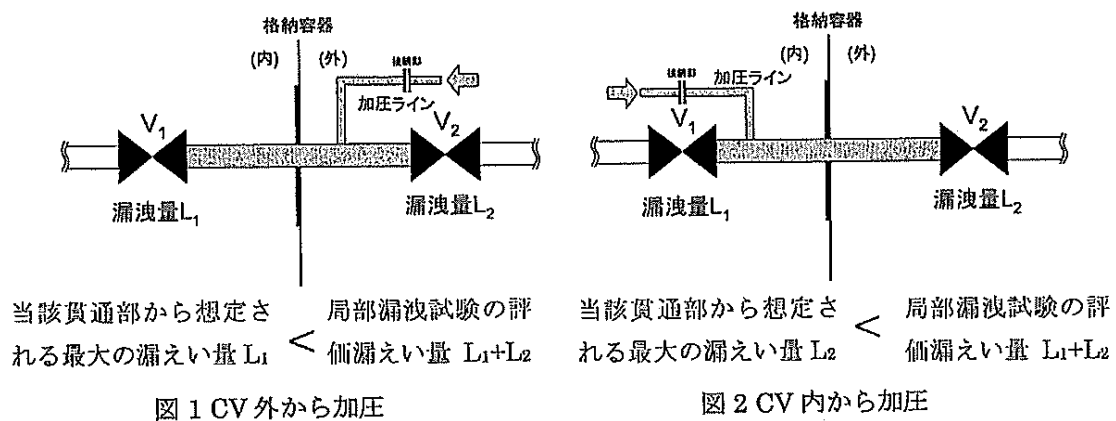 格納容器
(内) (外)
加圧ライン
V1
V2
漏洩量L1
漏洩量L2
当該貫通部から想定さ
れる最大の漏えい量 L1
<
局部漏洩試験の評
価漏えい量 L1+L2
図 1 CV 外から加圧
格納容器
(内) (外)
加圧ライン
V1
V2
漏洩量L1
漏洩量L2
当該貫通部から想定さ
れる最大の漏えい量 L2
<
局部漏洩試験の評
価漏えい量 L1+L2
図 2 CV 内から加圧